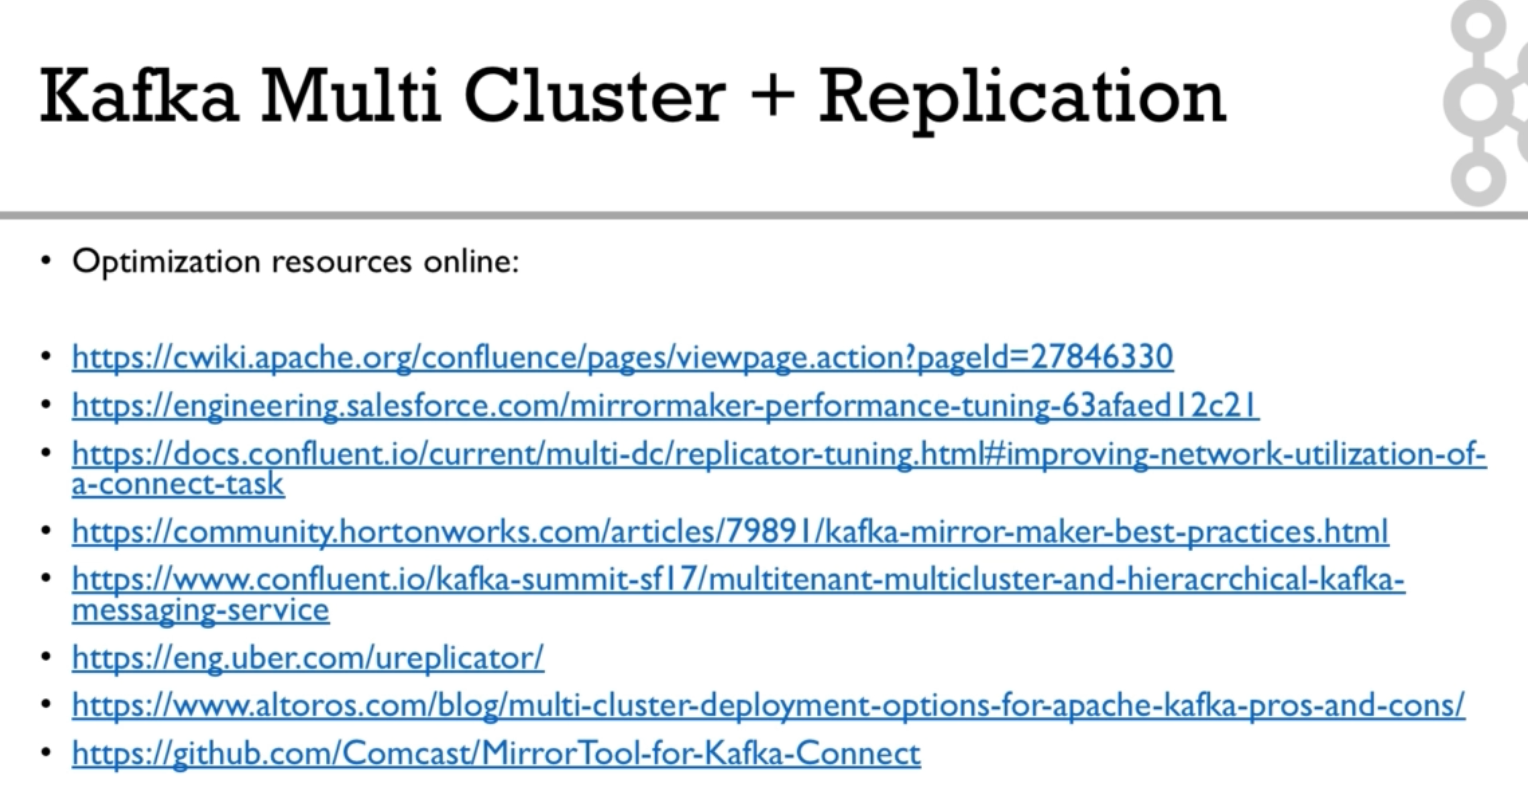 Kafka Multi Cluster + Replication
• Optimization resources online:
• https://cwiki.apache.org/confluence/pages/viewpage.action?pageId=27846330
• https://engineering.salesforce.com/mirrormaker-performance-tuning-63afaed12c21
• https://docs.confluent.io/current/multi-dc/replicator-tuning.html#improving-network-utilization-of-
a-connect-task
• https://community.hortonworks.com/articles/79891/kafka-mirror-maker-best-practices.html
• https://www.confluent.io/kafka-summit-sf17/multitenant-multicluster-and-hieracrchical-kafka-
messaging-service
• https://eng.uber.com/ureplicator/
• https://www.altoros.com/blog/multi-cluster-deployment-options-for-apache-kafka-pros-and-cons/
• https://github.com/Comcast/MirrorTool-for-Kafka-Connect